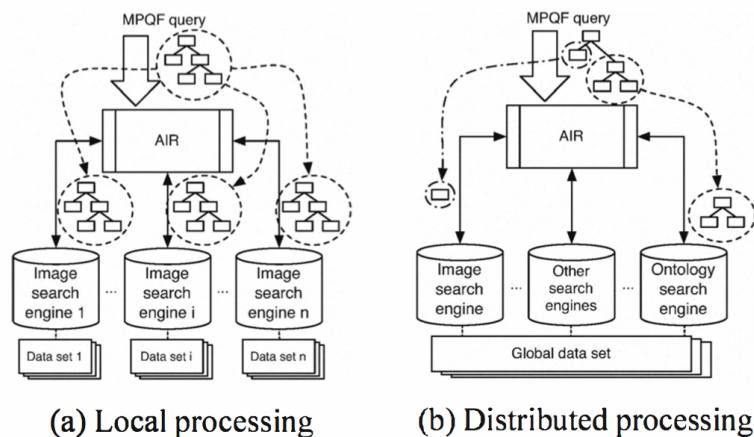 MPQF query
AIR
Image search engine 1
...
Image search engine i
...
Image search engine n
Data set 1
Data set i
Data set n
(a) Local processing
MPQF query
AIR
Image search engine
...
Other search engines
...
Ontology search engine
Global data set
(b) Distributed processing